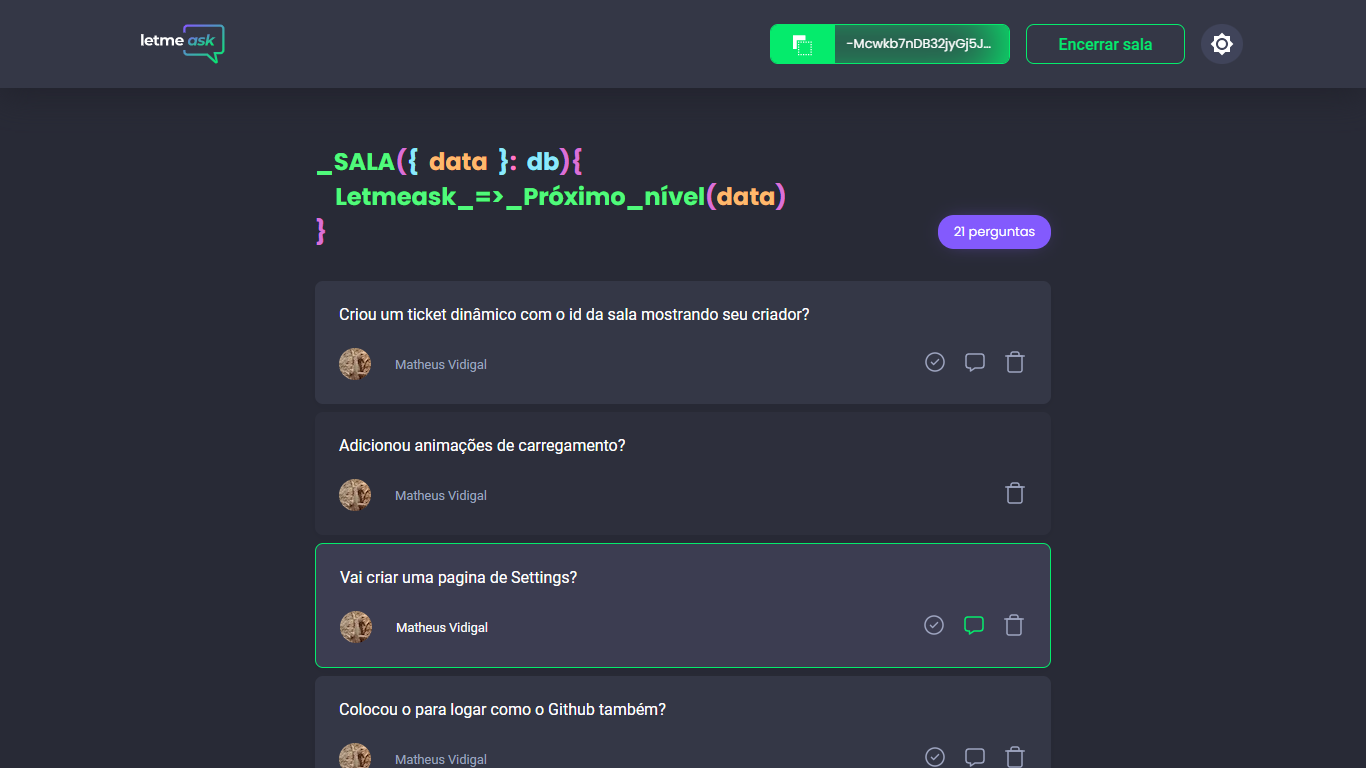 letme ask
-Mcwkb7nDB32jyGj5J...
Encerrar sala
_SALA({ data }: db){
Letmeask_=>_Próximo_nível(data)
}
21 perguntas
Criou um ticket dinâmico com o id da sala mostrando seu criador?
Matheus Vidigal
Adicionou animações de carregamento?
Matheus Vidigal
Vai criar uma pagina de Settings?
Matheus Vidigal
Colocou o para logar como o Github também?
Matheus Vidigal